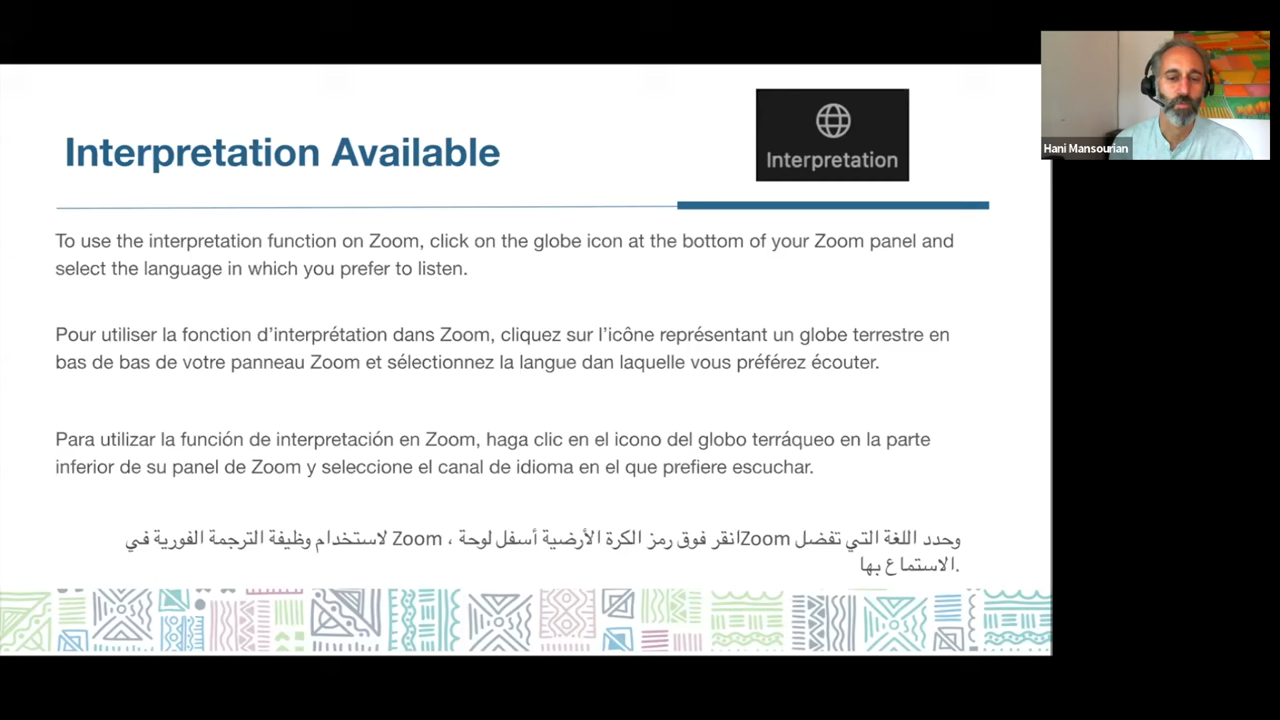 Interpretation Available
Interpretation
Hani Mansourian
To use the interpretation function on Zoom, click on the globe icon at the bottom of your Zoom panel and
select the language in which you prefer to listen.
Pour utiliser la fonction d’interprétation dans Zoom, cliquez sur l’icône représentant un globe terrestre en
bas de bas de votre panneau Zoom et sélectionnez la langue dan laquelle vous préférez écouter.
Para utilizar la función de interpretación en Zoom, haga clic en el icono del globo terráqueo en la parte
inferior de su panel de Zoom y seleccione el canal de idioma en el que prefiere escuchar.
لاستخدام وظيفة الترجمة الفورية في Zoom ، انقر فوق رمز الكرة الأرضية أسفل لوحة Zoom وحدد اللغة التي تفضل
الاستماع بها.